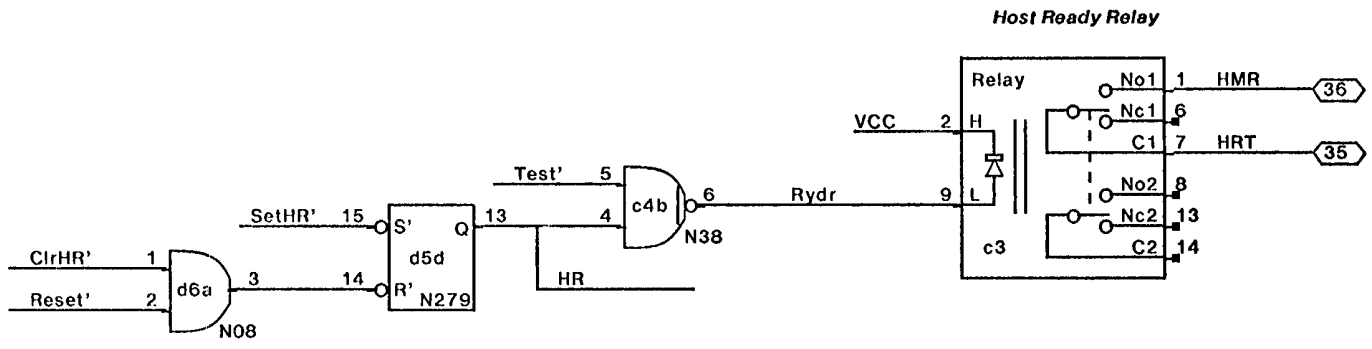 Host Ready Relay
Relay
No1 1 HMR 36
Nc1 6
VCC 2 H
C1 7 HRT 35
Test' 5
c4b 6 Rydr 9 L
No2 8
SetHR' 15 S' Q 13 4
N38
Nc2 13
c3
C2 14
ClrHR' 1
d5d
HR
d6a 3 14 R'
Reset' 2
N279
N08